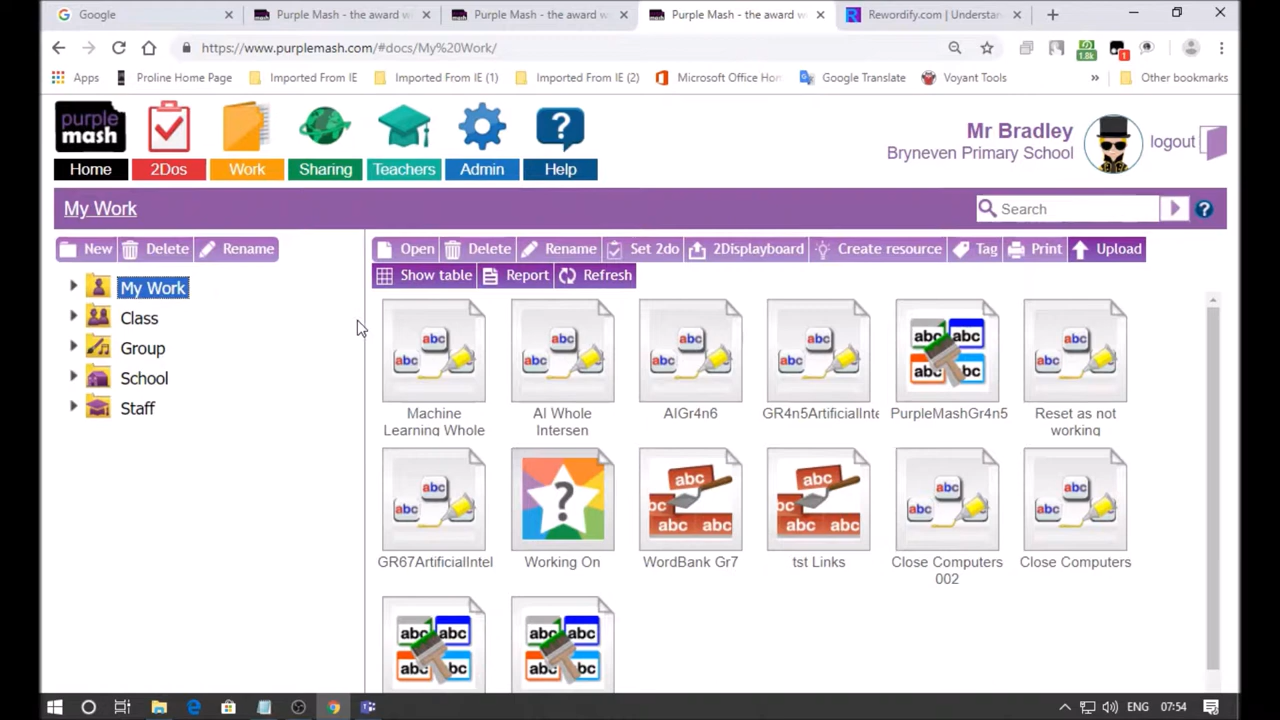 Google
Purple Mash - the award w
Purple Mash - the award w
Purple Mash - the award w
Rewordify.com | Understa
https://www.purplemash.com/#docs/My%20Work/
1.8k
1
Apps
Proline Home Page
Imported From IE
Imported From IE (1)
Imported From IE (2)
Microsoft Office Hom
Google Translate
Voyant Tools
Other bookmarks
purple
mash
Home
2Dos
Work
Sharing
Teachers
Admin
Help
Mr Bradley
Bryneven Primary School
logout
My Work
Search
New
Delete
Rename
Open
Delete
Rename
Set 2do
2Displayboard
Create resource
Tag
Print
Upload
Show table
Report
Refresh
My Work
Class
Group
School
Staff
Machine
Learning Whole
AI Whole
Intersen
AIGr4n6
GR4n5ArtificialInte
PurpleMashGr4n5
Reset as not
working
GR67ArtificialIntel
Working On
WordBank Gr7
tst Links
Close Computers
002
Close Computers
ENG
07:54